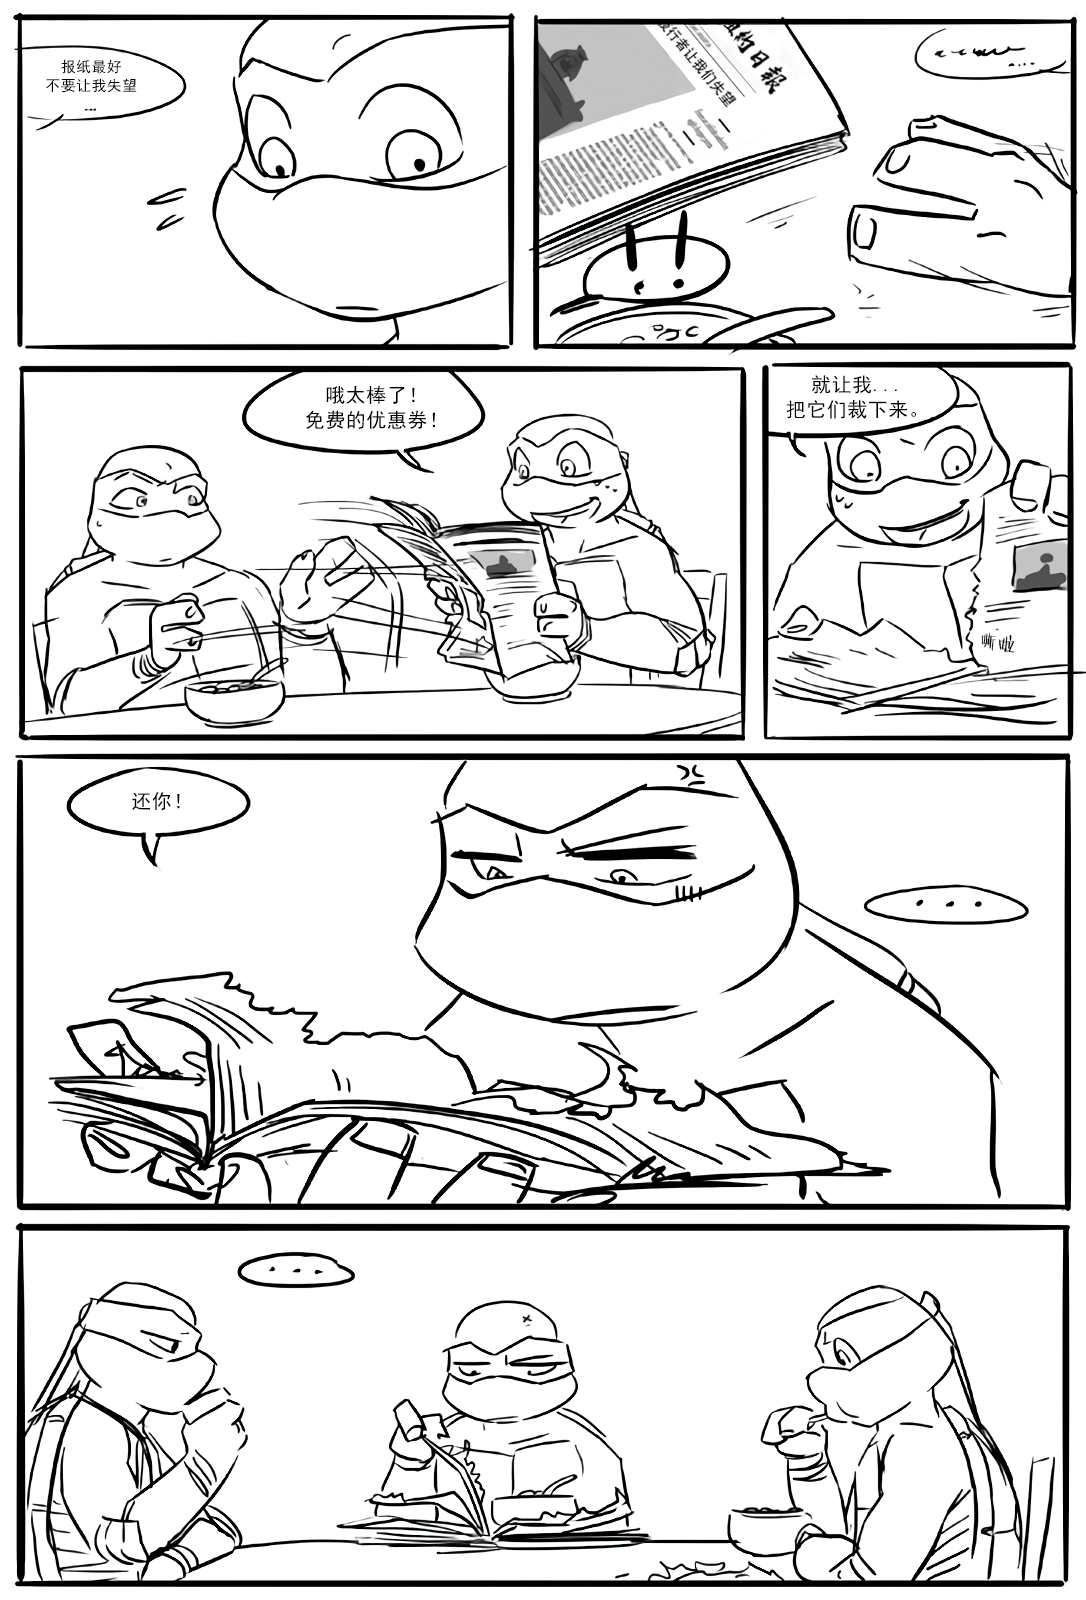 报纸最好
不要让我失望
...
约日報
行者让我们失望
!!
哦太棒了!
免费的优惠券!
就让我...
把它们裁下来。
嘶啦
还你!
...
...